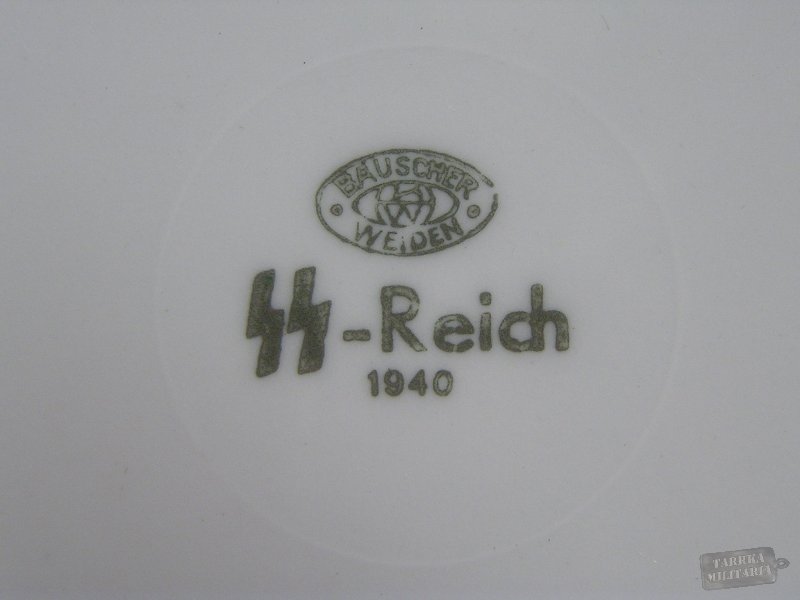 BAUSCHER
WEIDEN
SS-Reich
1940
TARRKA
MILITARIA